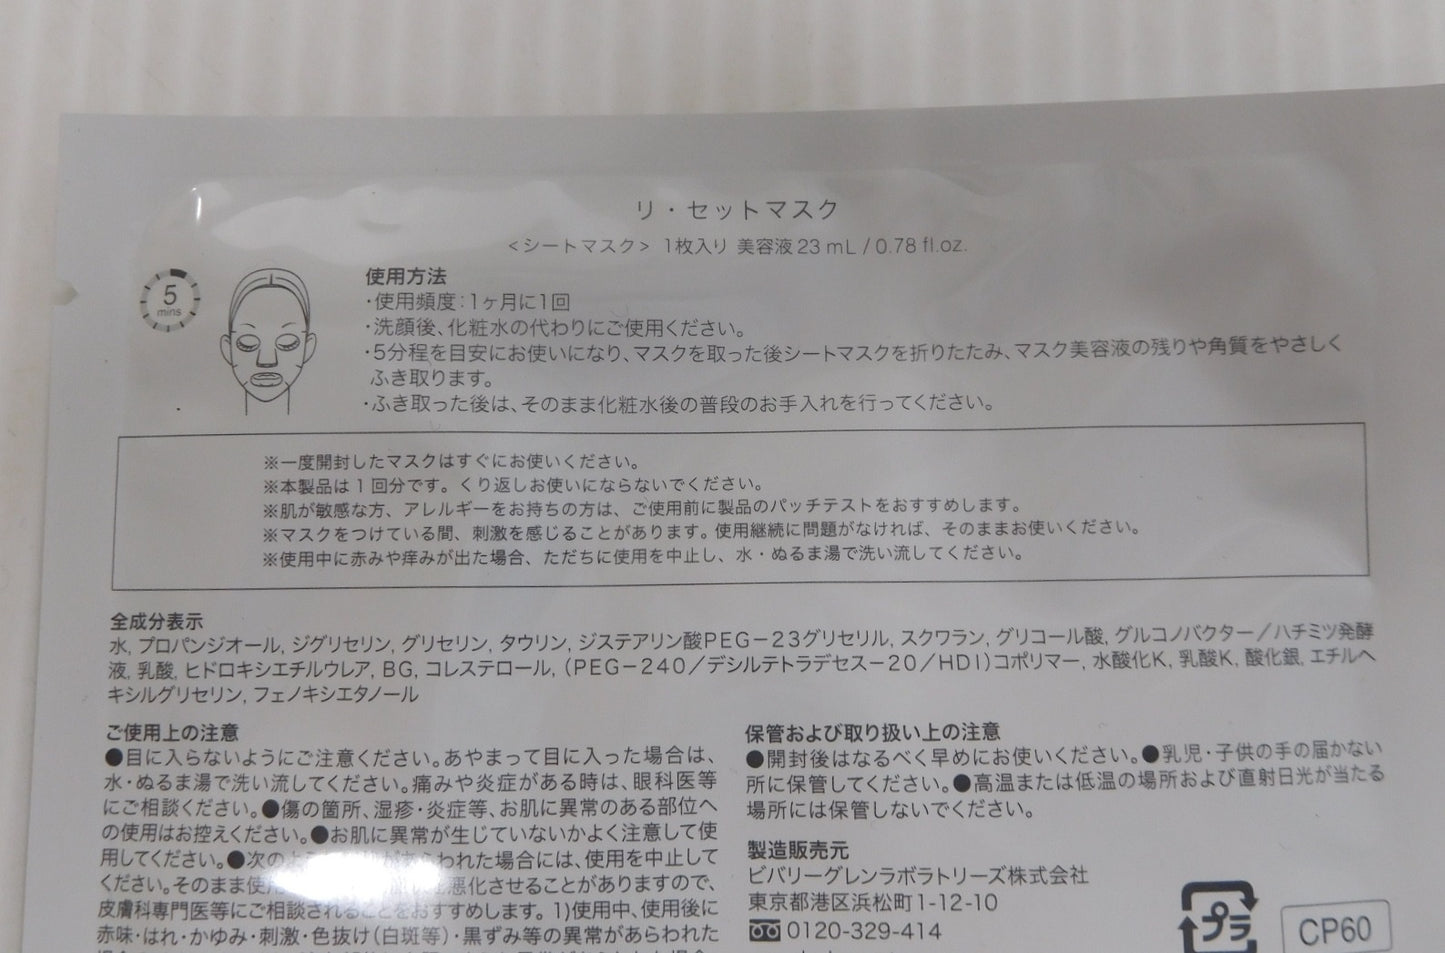 リ・セットマスク
<シートマスク> 1枚入り 美容液 23 mL / 0.78 fl.oz.
5
mins
使用方法
・使用頻度：1ヶ月に1回
・洗顔後、化粧水の代わりにご使用ください。
・5分程を目安にお使いになり、マスクを取った後シートマスクを折りたたみ、マスク美容液の残りや角質をやさしく
ふき取ります。
・ふき取った後は、そのまま化粧水後の普段のお手入れを行ってください。
※一度開封したマスクはすぐにお使いください。
※本製品は1回分です。くり返しお使いにならないでください。
※肌が敏感な方、アレルギーをお持ちの方は、ご使用前に製品のパッチテストをおすすめします。
※マスクをつけている間、刺激を感じることがあります。使用継続に問題がなければ、そのままお使いください。
※使用中に赤みや痒みが出た場合、ただちに使用を中止し、水・ぬるま湯で洗い流してください。
全成分表示
水, プロパンジオール, ジグリセリン, グリセリン, タウリン, ジステアリン酸PEG－23グリセリル, スクワラン, グリコール酸, グルコノバクター／ハチミツ発酵
液, 乳酸, ヒドロキシエチルウレア, BG, コレステロール, (PEG－240／デシルテトラデセス－20／HDI)コポリマー, 水酸化K, 乳酸K, 酸化銀, エチルヘ
キシルグリセリン, フェノキシエタノール
ご使用上の注意
●目に入らないようにご注意ください。あやまって目に入った場合は、
水・ぬるま湯で洗い流してください。痛みや炎症がある時は、眼科医等
にご相談ください。●傷の箇所、湿疹・炎症等、お肌に異常のある部位へ
の使用はお控えください。●お肌に異常が生じていないかよく注意して使
用してください。●次の あらわれた場合には、使用を中止して
ください。そのまま使 悪化させることがありますので、
皮膚科専門医等にご相談されることをおすすめします。1)使用中、使用後に
赤味・はれ・かゆみ・刺激・色抜け(白斑等)・黒ずみ等の異常があらわれた
保管および取り扱い上の注意
●開封後はなるべく早めにお使いください。●乳児・子供の手の届かない
所に保管してください。●高温または低温の場所および直射日光が当たる
場所には保管しないでください。
製造販売元
ビバリーグレンラボラトリーズ株式会社
東京都港区浜松町1-12-10
0120-329-414
プラ
CP60